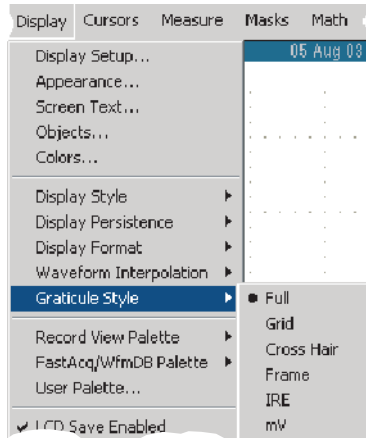 Display Cursors Measure Masks Math
05 Aug 03
Display Setup...
Appearance...
Screen Text...
Objects...
Colors...
Display Style
Display Persistence
Display Format
Waveform Interpolation
Graticule Style
Full
Grid
Record View Palette
Cross Hair
FastAcq/WfmDB Palette
Frame
User Palette...
IRE
LCD Save Enabled
mV